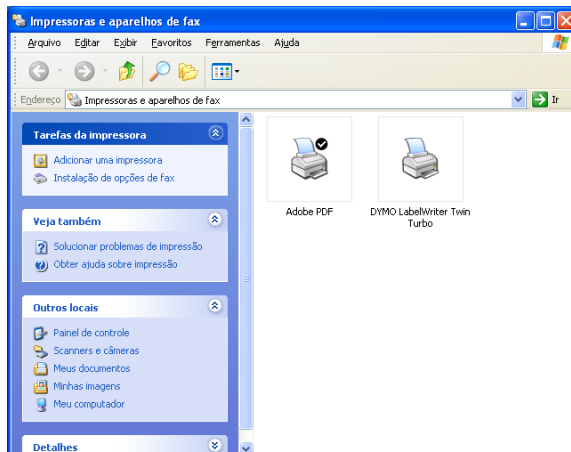 Impressoras e aparelhos de fax
Arquivo Editar Exibir Favoritos Ferramentas Ajuda
Endereço Impressoras e aparelhos de fax Ir
Tarefas da impressora
Adicionar uma impressora
Instalação de opções de fax
Veja também
Solucionar problemas de impressão
Obter ajuda sobre impressão
Outros locais
Painel de controle
Scanners e câmeras
Meus documentos
Minhas imagens
Meu computador
Detalhes
Adobe PDF
DYMO LabelWriter Twin
Turbo